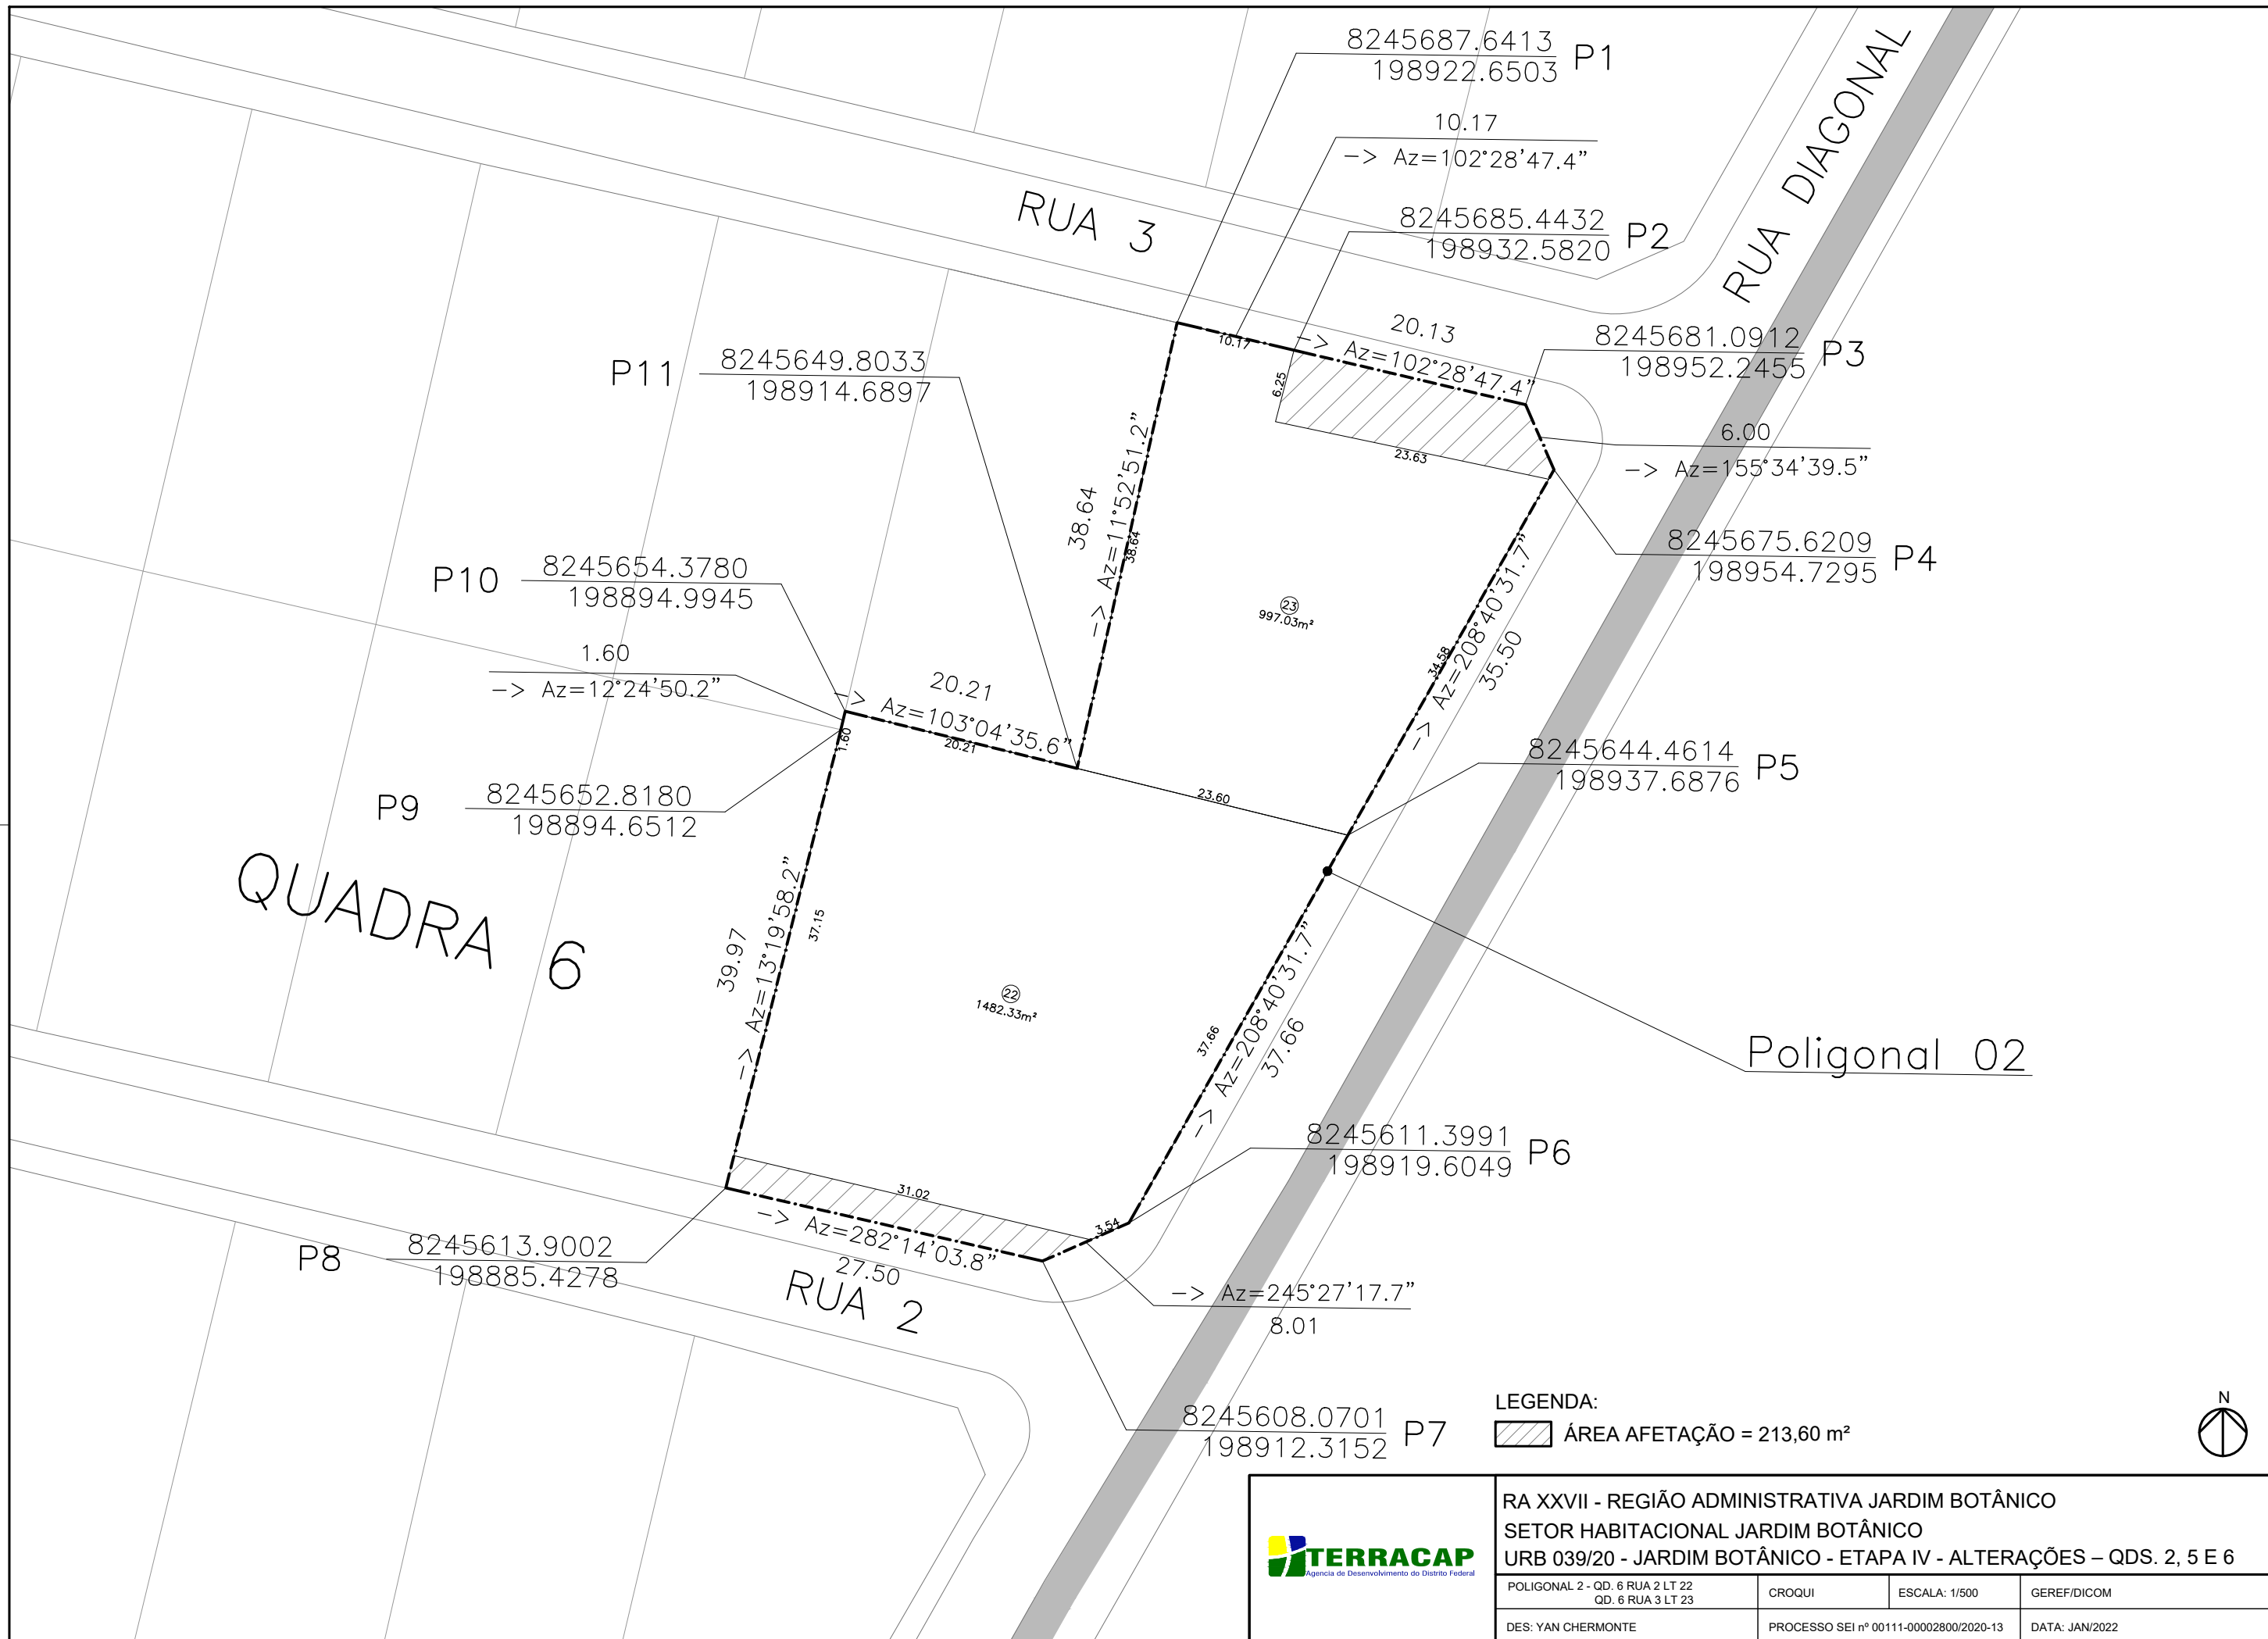 8245687.6413
198922.6503
P1
10.17
-> Az=102°28'47.4"
8245685.4432
198932.5820
P2
RUA 3
RUA DIAGONAL
20.13
-> Az=102°28'47.4"
10.17
6.25
23.63
8245681.0912
198952.2455
P3
6.00
-> Az=155°34'39.5"
P11
8245649.8033
198914.6897
38.64
-> Az=11°52'51.2"
38.64
8245675.6209
198954.7295
P4
P10
8245654.3780
198894.9945
23
997.03m²
34.58
-> Az=208°40'31.7"
35.50
1.60
-> Az=12°24'50.2"
20.21
-> Az=103°04'35.6"
20.21
1.60
23.60
8245644.4614
198937.6876
P5
P9
8245652.8180
198894.6512
QUADRA 6
39.97
-> Az=13°19'58.2"
37.15
22
1482.33m²
37.66
-> Az=208°40'31.7"
37.66
Poligonal 02
8245611.3991
198919.6049
P6
31.02
3.54
-> Az=282°14'03.8"
27.50
P8
8245613.9002
198885.4278
RUA 2
-> Az=245°27'17.7"
8.01
8245608.0701
198912.3152
P7
LEGENDA:
ÁREA AFETAÇÃO = 213,60 m²
N
TERRACAP
Agencia de Desenvolvimento do Distrito Federal
RA XXVII - REGIÃO ADMINISTRATIVA JARDIM BOTÂNICO
SETOR HABITACIONAL JARDIM BOTÂNICO
URB 039/20 - JARDIM BOTÂNICO - ETAPA IV - ALTERAÇÕES – QDS. 2, 5 E 6
POLIGONAL 2 - QD. 6 RUA 2 LT 22
QD. 6 RUA 3 LT 23
CROQUI
ESCALA: 1/500
GEREF/DICOM
DES: YAN CHERMONTE
PROCESSO SEI nº 00111-00002800/2020-13
DATA: JAN/2022